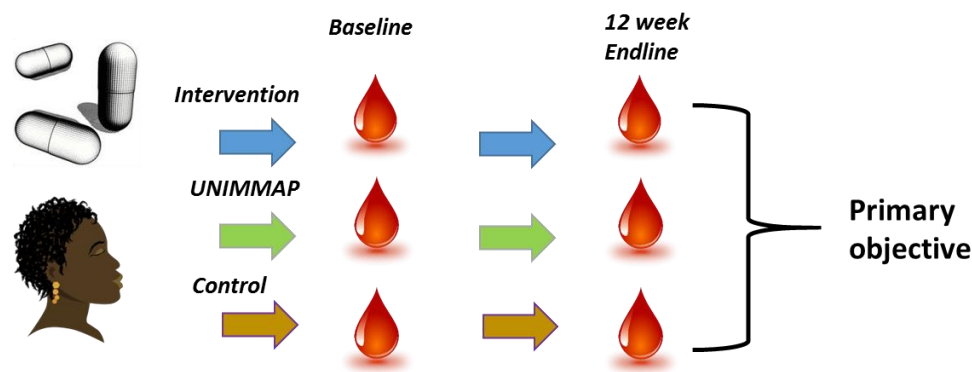 Baseline
12 week
Endline
Intervention
UNIMMAP
Control
Primary
objective